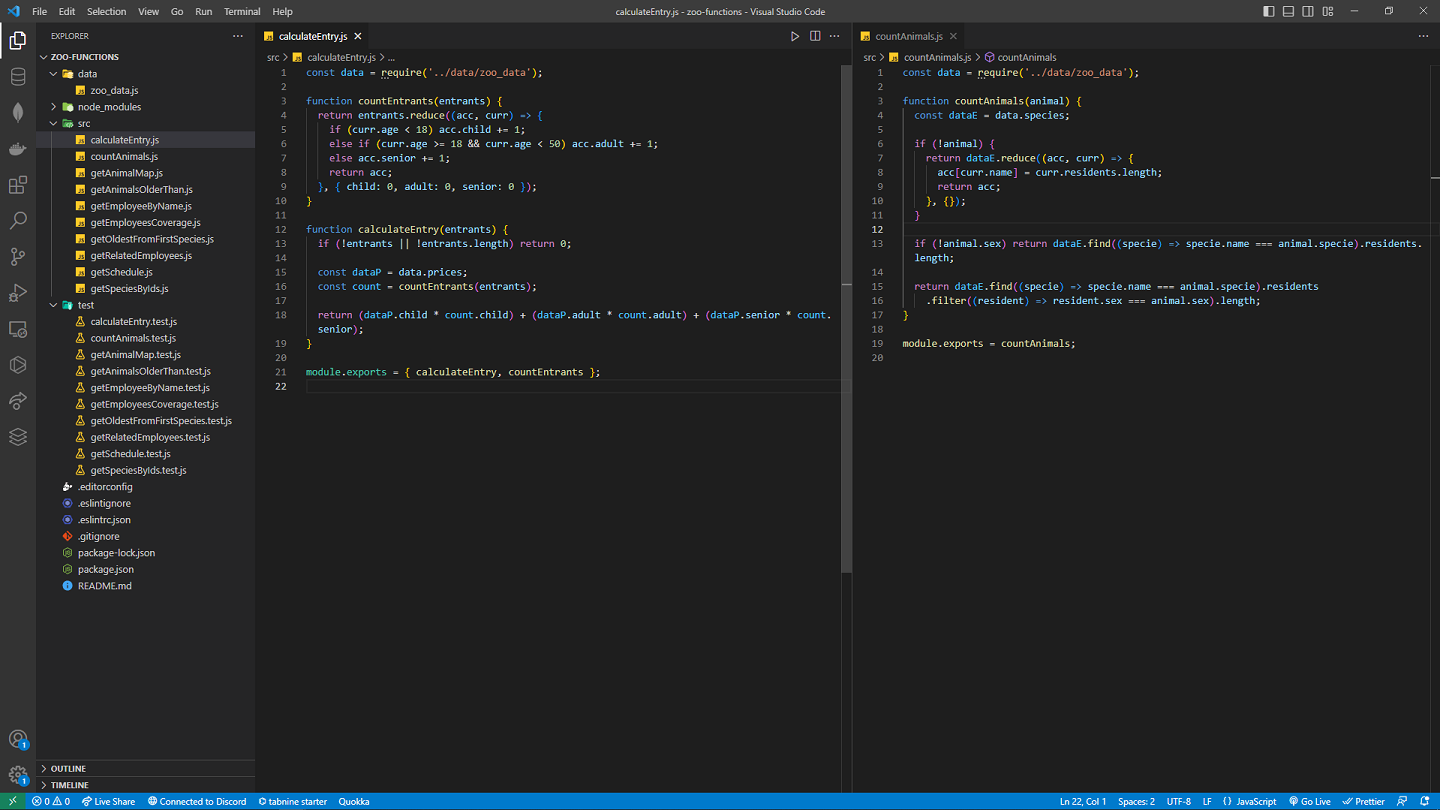 File Edit Selection View Go Run Terminal Help
calculateEntry.js - zoo-functions - Visual Studio Code
EXPLORER
ZOO-FUNCTIONS
data
zoo_data.js
node_modules
src
calculateEntry.js
countAnimals.js
getAnimalMap.js
getAnimalsOlderThan.js
getEmployeeByName.js
getEmployeesCoverage.js
getOldestFromFirstSpecies.js
getRelatedEmployees.js
getSchedule.js
getSpeciesByIds.js
test
calculateEntry.test.js
countAnimals.test.js
getAnimalMap.test.js
getAnimalsOlderThan.test.js
getEmployeeByName.test.js
getEmployeesCoverage.test.js
getOldestFromFirstSpecies.test.js
getRelatedEmployees.test.js
getSchedule.test.js
getSpeciesByIds.test.js
.editorconfig
.eslintignore
.eslintrc.json
.gitignore
package-lock.json
package.json
README.md
OUTLINE
TIMELINE
1
1
JS calculateEntry.js
src > JS calculateEntry.js > ...
1 const data = require('../data/zoo_data');
2
3 function countEntrants(entrants) {
4 return entrants.reduce((acc, curr) => {
5 if (curr.age < 18) acc.child += 1;
6 else if (curr.age >= 18 && curr.age < 50) acc.adult += 1;
7 else acc.senior += 1;
8 return acc;
9 }, { child: 0, adult: 0, senior: 0 });
10 }
11
12 function calculateEntry(entrants) {
13 if (!entrants || !entrants.length) return 0;
14
15 const dataP = data.prices;
16 const count = countEntrants(entrants);
17
18 return (dataP.child * count.child) + (dataP.adult * count.adult) + (dataP.senior * count.
senior);
19 }
20
21 module.exports = { calculateEntry, countEntrants };
22
JS countAnimals.js
src > JS countAnimals.js > countAnimals
1 const data = require('../data/zoo_data');
2
3 function countAnimals(animal) {
4 const dataE = data.species;
5
6 if (!animal) {
7 return dataE.reduce((acc, curr) => {
8 acc[curr.name] = curr.residents.length;
9 return acc;
10 }, {});
11 }
12
13 if (!animal.sex) return dataE.find((specie) => specie.name === animal.specie).residents.
length;
14
15 return dataE.find((specie) => specie.name === animal.specie).residents
16 .filter((resident) => resident.sex === animal.sex).length;
17 }
18
19 module.exports = countAnimals;
20
0 0 Live Share Connected to Discord tabnine starter Quokka
Ln 22, Col 1 Spaces: 2 UTF-8 LF { } JavaScript Go Live Prettier